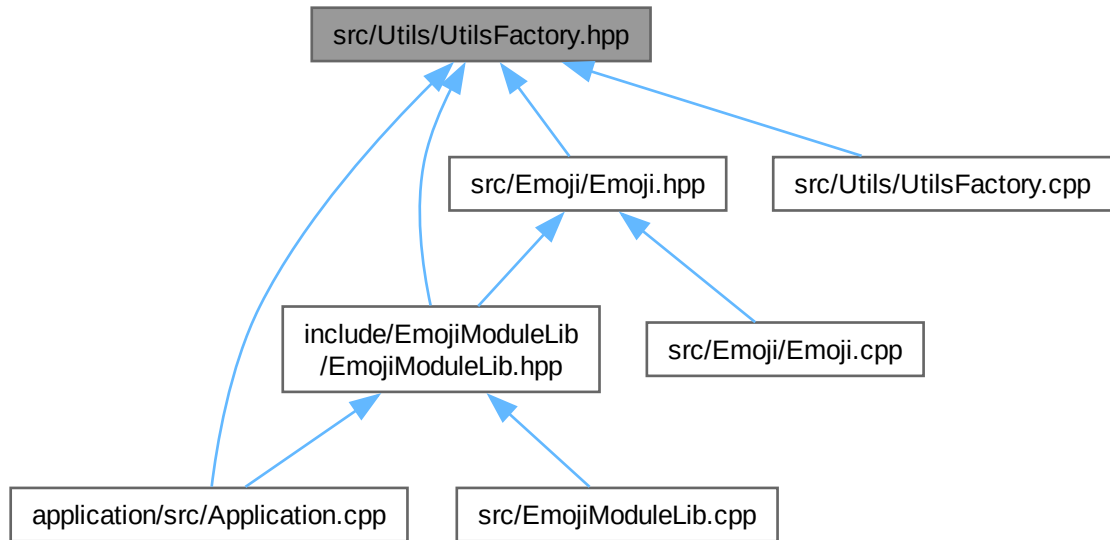 src/Utils/UtilsFactory.hpp
src/Emoji/Emoji.hpp
src/Utils/UtilsFactory.cpp
include/EmojiModuleLib
/EmojiModuleLib.hpp
src/Emoji/Emoji.cpp
application/src/Application.cpp
src/EmojiModuleLib.cpp